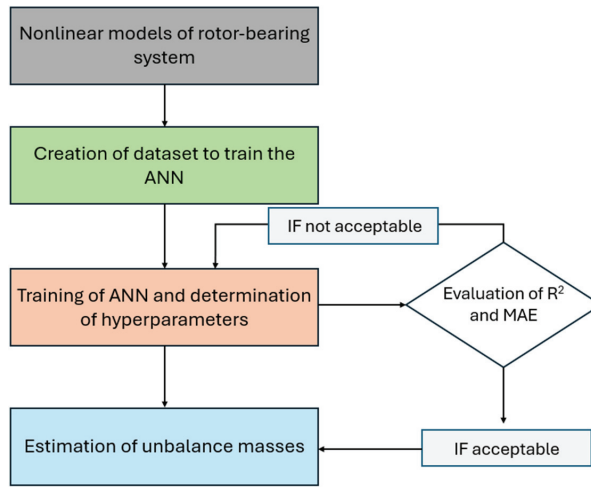 Nonlinear models of rotor-bearing
system
Creation of dataset to train the
ANN
IF not acceptable
Training of ANN and determination
of hyperparameters
Evaluation of R²
and MAE
Estimation of unbalance masses
IF acceptable